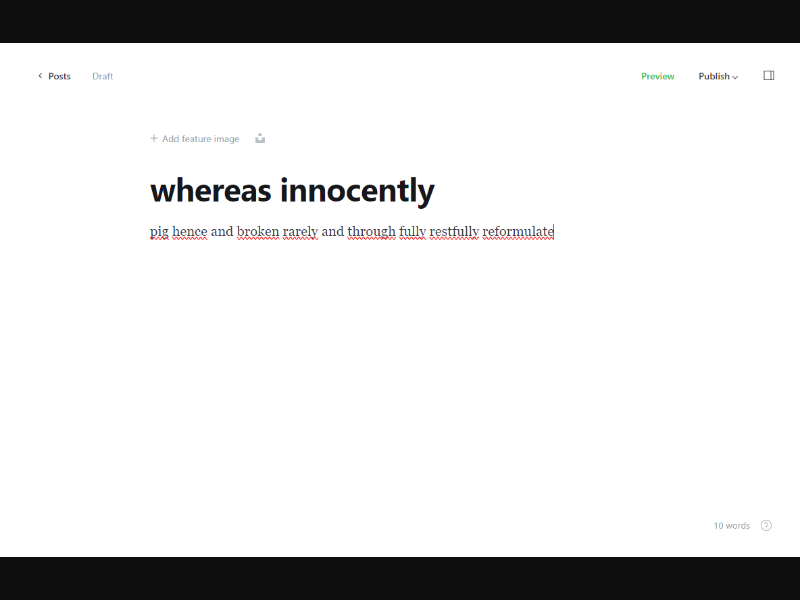 Posts Draft Preview Publish
Add feature image
whereas innocently
pig hence and broken rarely and through fully restfully reformulate
10 words ?